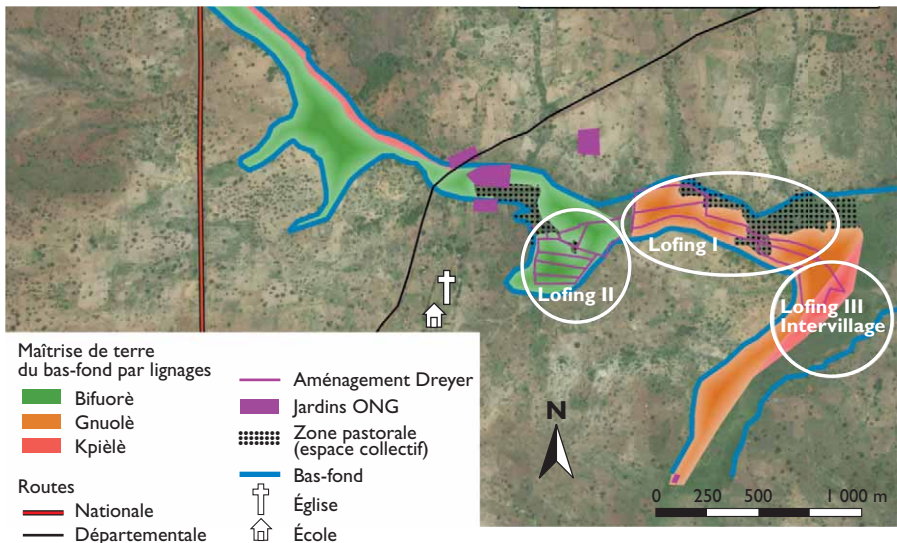 Lofing I
Lofing II
Lofing III
Intervillage
Maîtrise de terre
du bas-fond par lignages
Bifuorè
Gnuolè
Kpièlè
Routes
Nationale
Départementale
Aménagement Dreyer
Jardins ONG
Zone pastorale
(espace collectif)
Bas-fond
Église
École
N
0 250 500 1 000 m